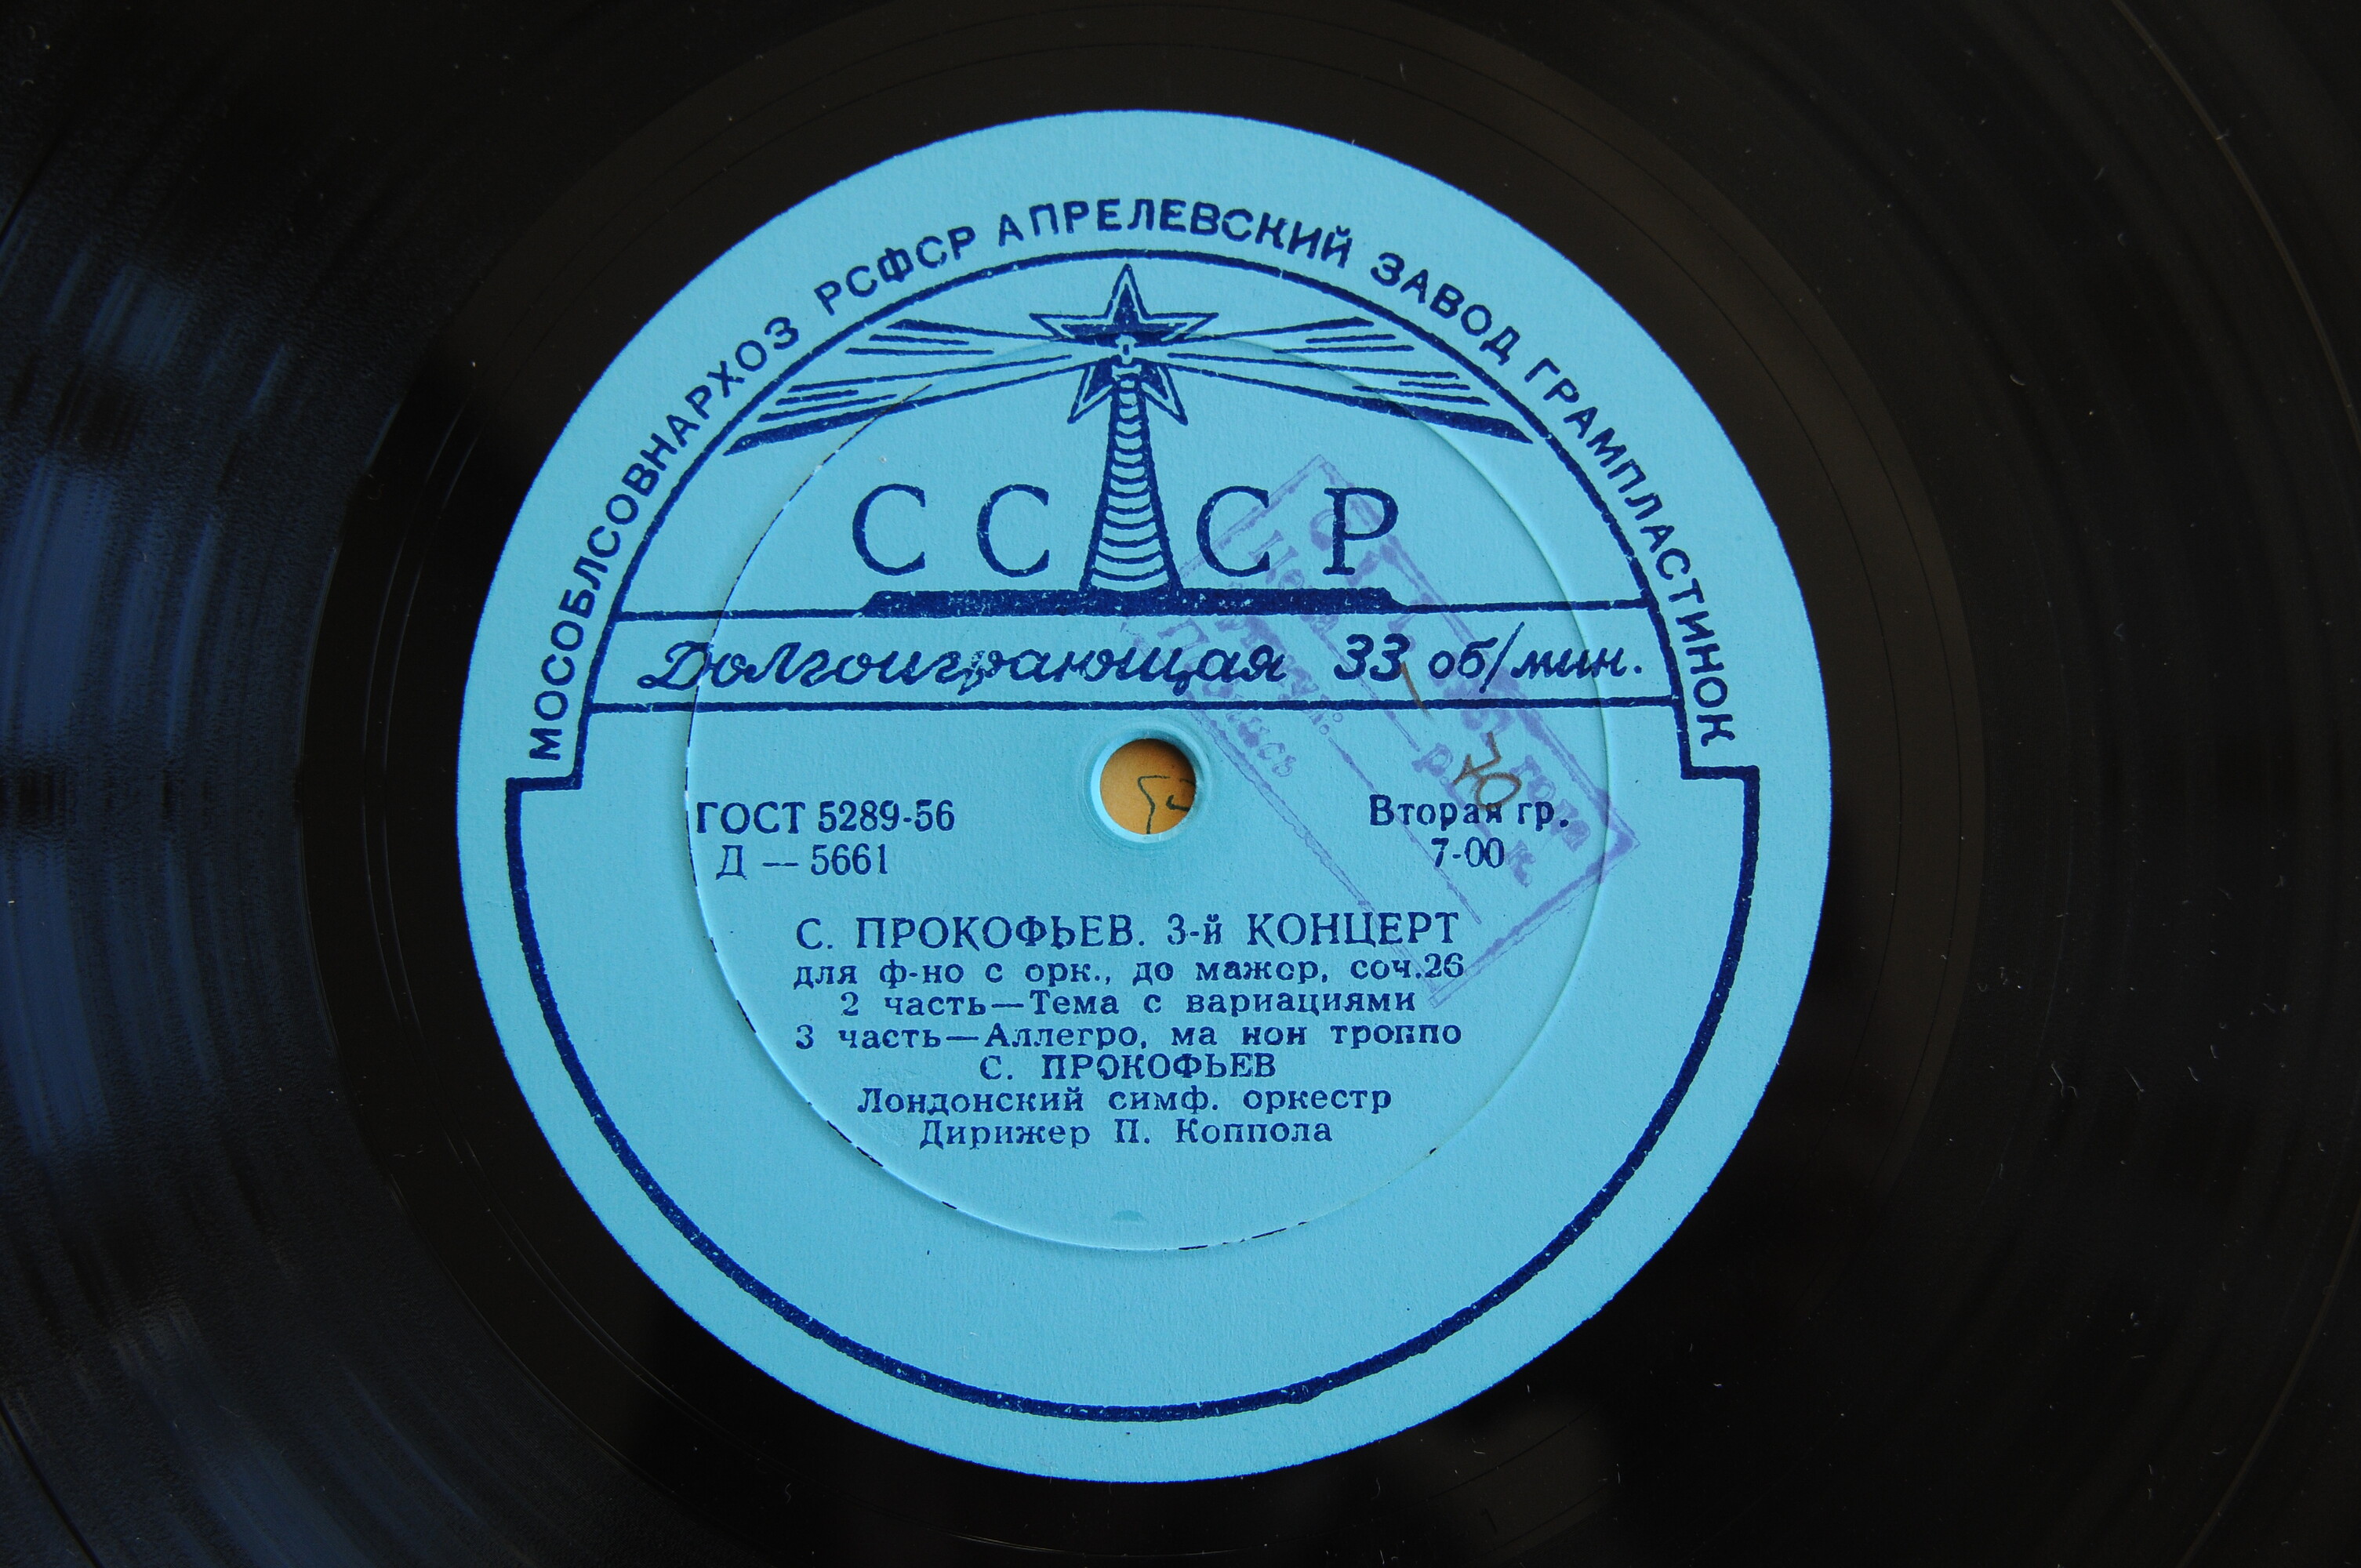 МОСОБЛСОВНАРХОЗ РСФСР АПРЕЛЕВСКИЙ ЗАВОД ГРАМПЛАСТИНОК
СССР
Долгоиграющая 33 об/мин.
ГОСТ 5289-56
Д — 5661
Вторая гр.
7-00
С. ПРОКОФЬЕВ. 3-й КОНЦЕРТ
для ф-но с орк., до мажор, соч.26
2 часть—Тема с вариациями
3 часть—Аллегро, ма нон троппо
С. ПРОКОФЬЕВ
Лондонский симф. оркестр
Дирижер П. Коппола